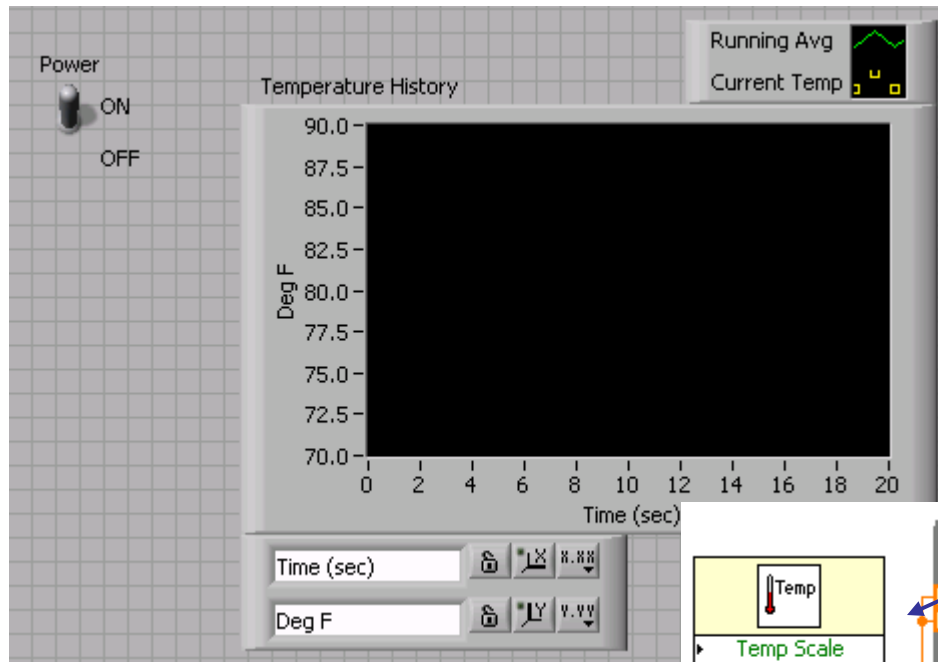 Running Avg
Power
Current Temp
Temperature History
ON
OFF
90.0
87.5
85.0
82.5
Deg F
80.0
77.5
75.0
72.5
70.0
0 2 4 6 8 10 12 14 16 18 20
Time (sec)
Time (sec) X X.XX
Deg F Y Y.YY
Temp
Temp Scale